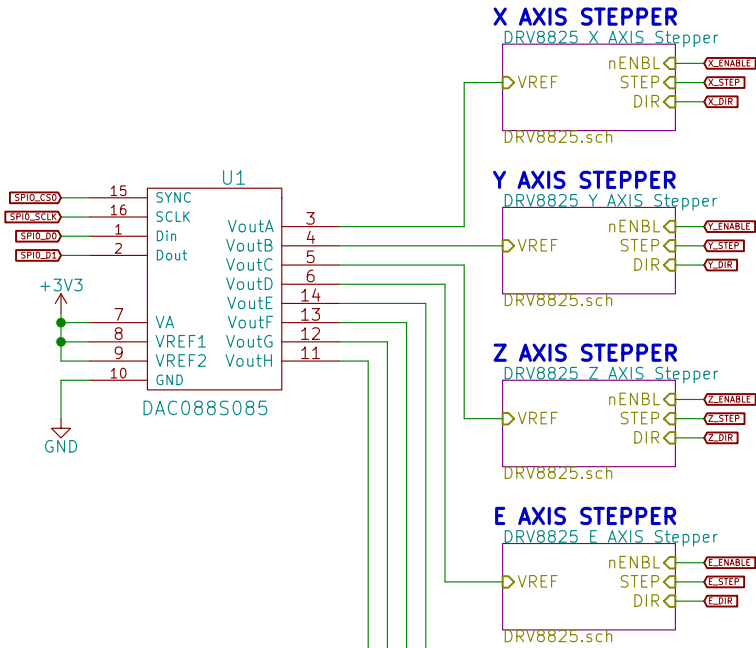 X AXIS STEPPER
DRV8825 X AXIS Stepper
nENBL
X_ENABLE
VREF
STEP
X_STEP
DIR
X_DIR
DRV8825.sch
U1
Y AXIS STEPPER
DRV8825 Y AXIS Stepper
nENBL
Y_ENABLE
VREF
STEP
Y_STEP
DIR
Y_DIR
DRV8825.sch
SPI0_CS0
15
SYNC
SPI0_SCLK
16
SCLK
SPI0_D0
1
Din
SPI0_D1
2
Dout
VoutA
3
VoutB
4
VoutC
5
VoutD
6
VoutE
14
VoutF
13
VoutG
12
VoutH
11
+3V3
7
VA
8
VREF1
9
VREF2
10
GND
DAC088S085
GND
Z AXIS STEPPER
DRV8825 Z AXIS Stepper
nENBL
Z_ENABLE
VREF
STEP
Z_STEP
DIR
Z_DIR
DRV8825.sch
E AXIS STEPPER
DRV8825 E AXIS Stepper
nENBL
E_ENABLE
VREF
STEP
E_STEP
DIR
E_DIR
DRV8825.sch